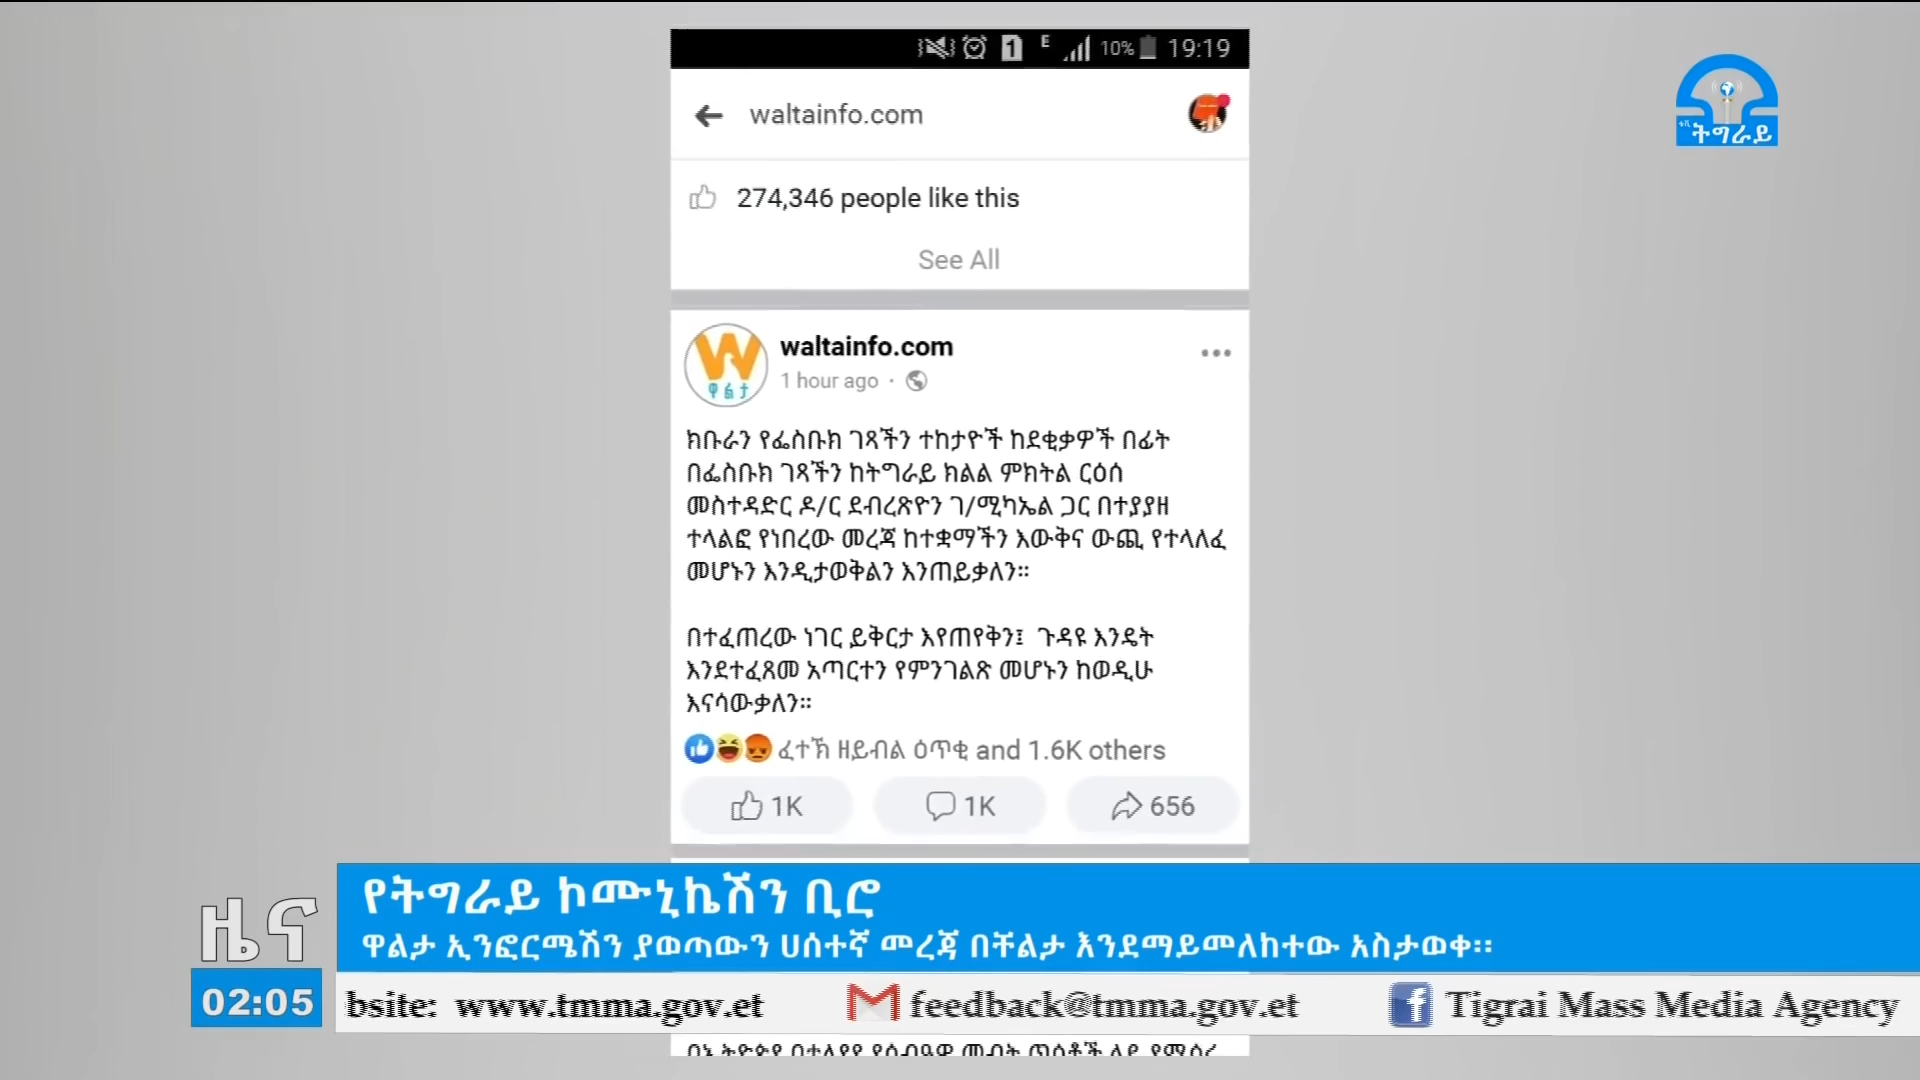 E 10% 19:19
waltainfo.com
ትግራይ
274,346 people like this
See All
waltainfo.com
1 hour ago ·
ዋልታ
ክቡራን የፌስቡክ ገጻችን ተከታዮች ከደቂቃዎች በፊት
በፌስቡክ ገጻችን ከትግራይ ክልል ምክትል ርዕሰ
መስተዳድር ዶ/ር ደብረጽዮን ገ/ሚካኤል ጋር በተያያዘ
ተላልፎ የነበረው መረጃ ከተቋማችን እውቅና ውጪ የተላለፈ
መሆኑን እንዲታወቅልን እንጠይቃለን።
በተፈጠረው ነገር ይቅርታ እየጠየቅን፤ ጉዳዩ እንዴት
እንደተፈጸመ አጣርተን የምንገልጽ መሆኑን ከወዲሁ
እናሳውቃለን።
ፈተኽ ዘይብል ዕጥቂ and 1.6K others
1K 1K 656
ዜና
የትግራይ ኮሙኒኬሽን ቢሮ
ዋልታ ኢንፎርሜሽን ያወጣውን ሀሰተኛ መረጃ በቸልታ እንደማይመለከተው አስታወቀ፡፡
02:05
bsite: www.tmma.gov.et feedback@tmma.gov.et Tigrai Mass Media Agency